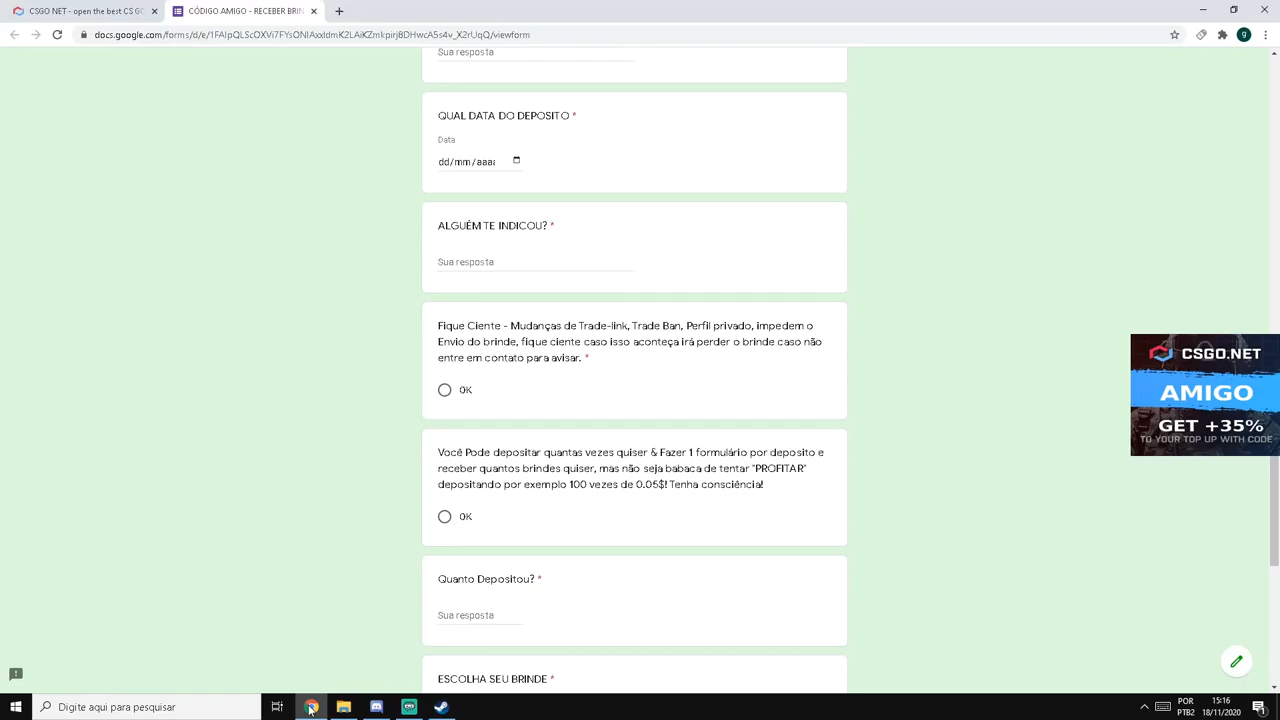 CSGO.NET - open the best CS GO
CÓDIGO AMIGO - RECEBER BRIN
docs.google.com/forms/d/e/1FAIpQLScOXVi7FYsONlAxxldmK2LAiKZmkpirj8DHwcA5s4v_X2rUqQ/viewform
g
Sua resposta
QUAL DATA DO DEPOSITO *
Data
dd/mm/aaaa
ALGUÉM TE INDICOU? *
Sua resposta
Fique Ciente - Mudanças de Trade-link, Trade Ban, Perfil privado, impedem o
Envio do brinde, fique ciente caso isso aconteça irá perder o brinde caso não
entre em contato para avisar. *
OK
Você Pode depositar quantas vezes quiser & Fazer 1 formulário por deposito e
receber quantos brindes quiser, mas não seja babaca de tentar "PROFITAR"
depositando por exemplo 100 vezes de 0.05$! Tenha consciência!
OK
Quanto Depositou? *
Sua resposta
ESCOLHA SEU BRINDE *
CSGO.NET
AMIGO
GET +35%
TO YOUR TOP UP WITH CODE
Digite aqui para pesquisar
POR
PTB2
15:16
18/11/2020
1